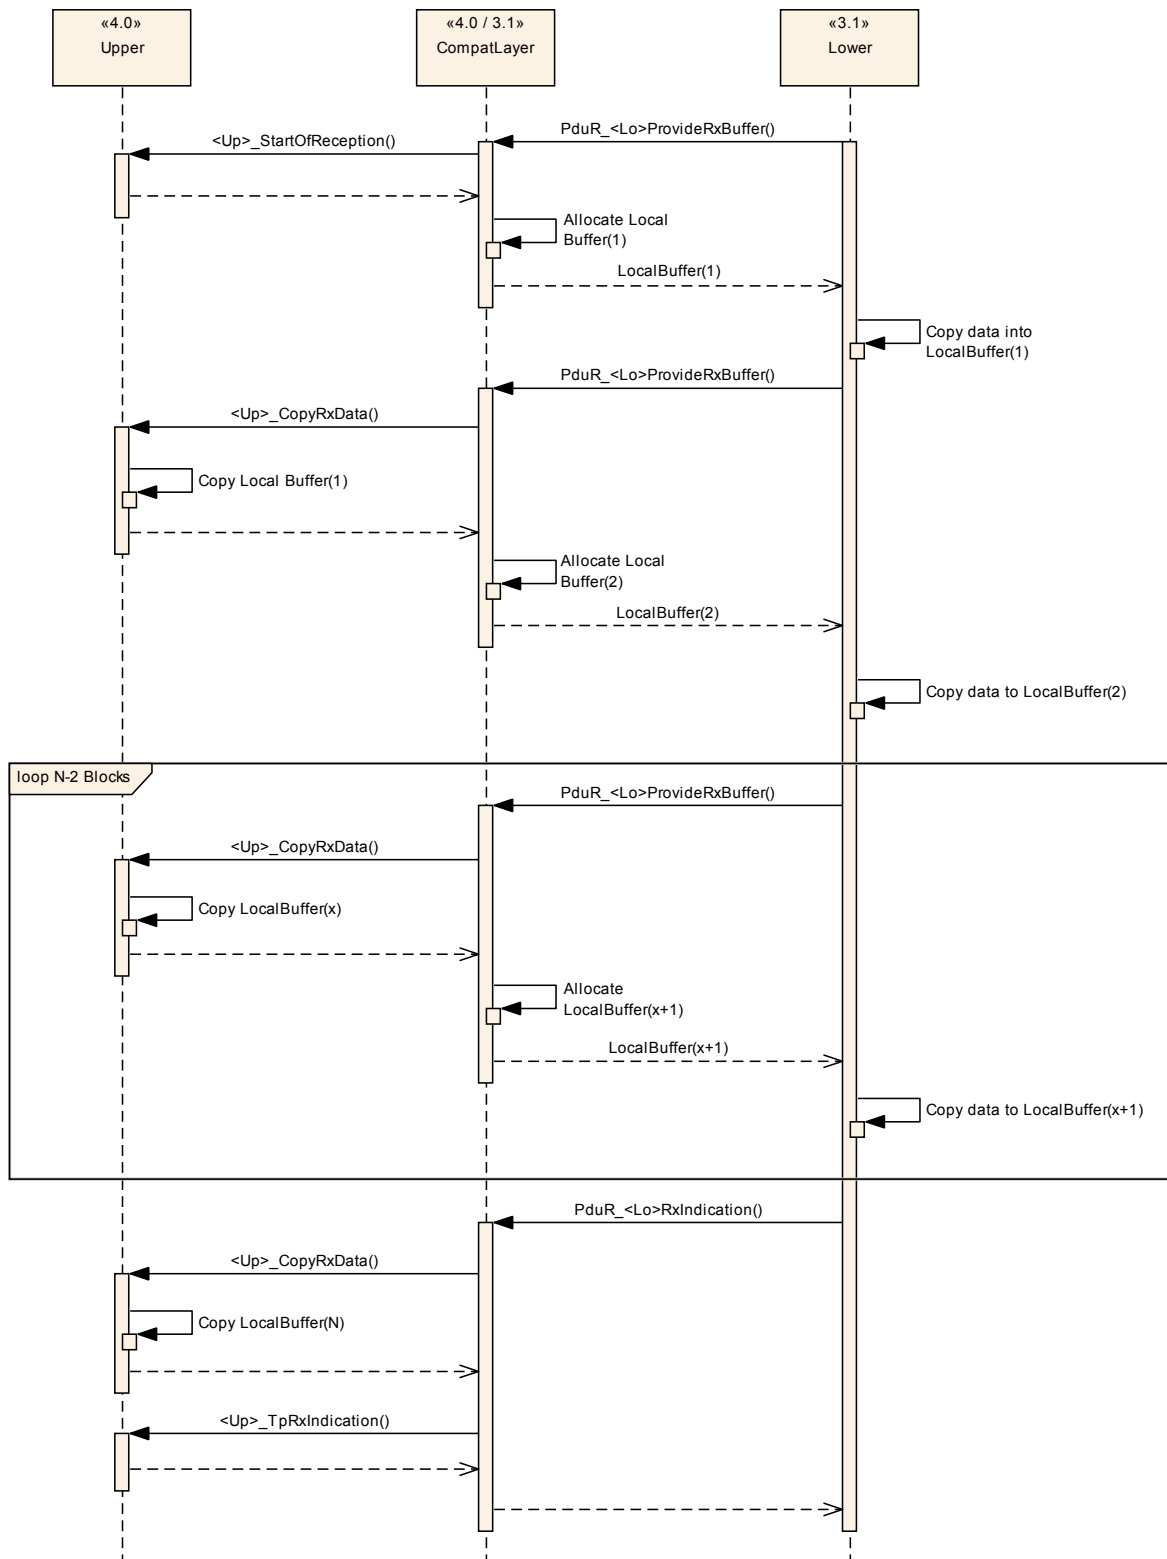 «4.0»
Upper
«4.0 / 3.1»
CompatLayer
«3.1»
Lower
PduR_<Lo>ProvideRxBuffer()
<Up>_StartOfReception()
Allocate Local
Buffer(1)
LocalBuffer(1)
Copy data into
LocalBuffer(1)
PduR_<Lo>ProvideRxBuffer()
<Up>_CopyRxData()
Copy Local Buffer(1)
Allocate Local
Buffer(2)
LocalBuffer(2)
Copy data to LocalBuffer(2)
loop N-2 Blocks
PduR_<Lo>ProvideRxBuffer()
<Up>_CopyRxData()
Copy LocalBuffer(x)
Allocate
LocalBuffer(x+1)
LocalBuffer(x+1)
Copy data to LocalBuffer(x+1)
PduR_<Lo>RxIndication()
<Up>_CopyRxData()
Copy LocalBuffer(N)
<Up>_TpRxIndication()